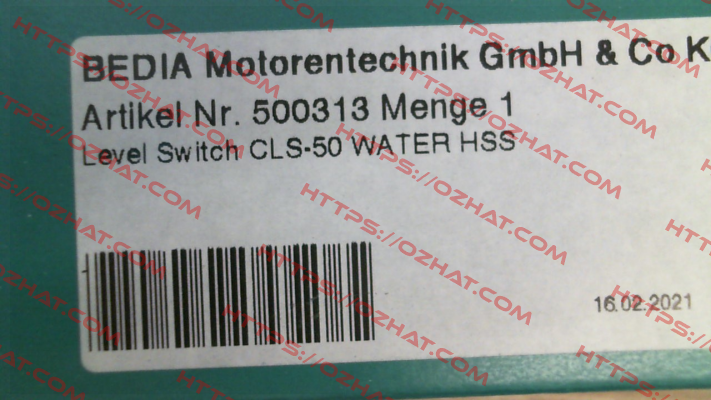 BEDIA Motorentechnik GmbH & Co K
Artikel Nr. 500313 Menge 1
Level Switch CLS-50 WATER HSS
16.02.2021
HTTPS://OZHAT.COM